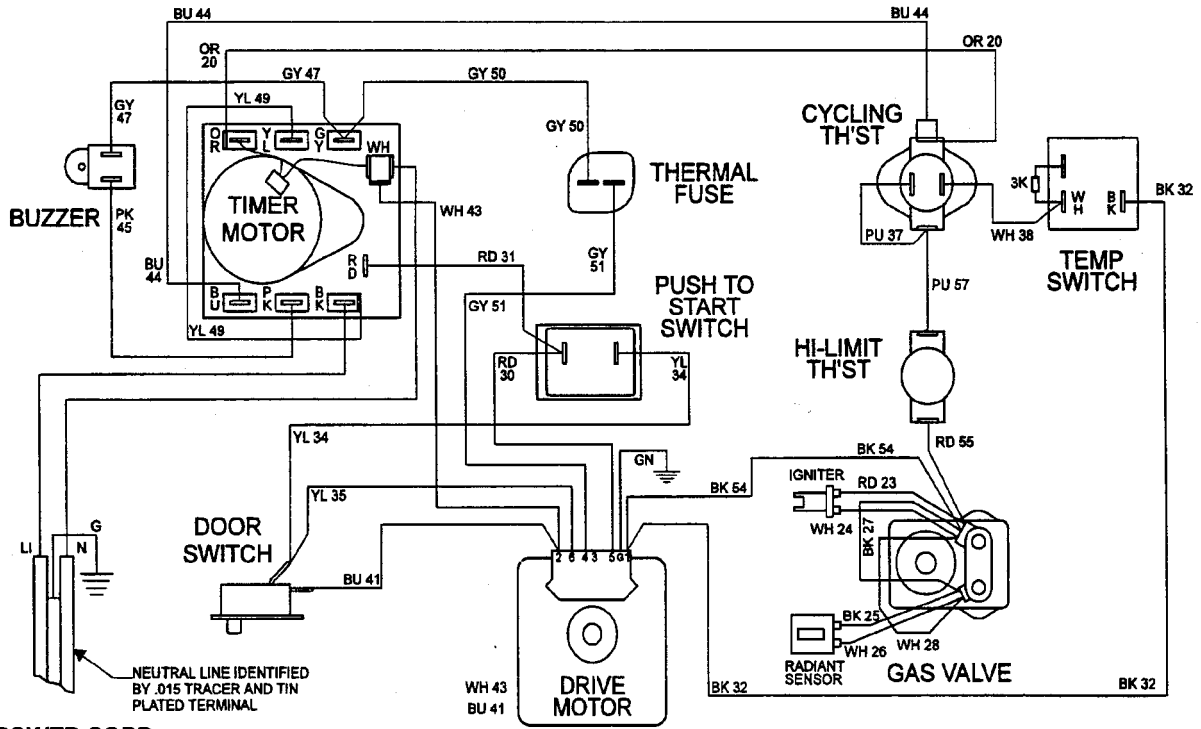 BU 44
BU 44
OR
20
OR 20
GY 47
GY 50
YL 49
GY
47
GY 50
CYCLING
TH'ST
O
R
Y
L
G
Y
WH
THERMAL
FUSE
3K
W
H
B
K
BK 32
BUZZER
PK
45
TIMER
MOTOR
WH 43
PU 37
WH 38
TEMP
SWITCH
BU
44
R
D
RD 31
GY
51
GY 51
PUSH TO
START
SWITCH
PU 57
B
U
P
K
B
K
YL 49
HI-LIMIT
TH'ST
RD
30
YL
34
YL 34
GN
BK 54
RD 55
BK 54
IGNITER
RD 23
WH 24
BK 27
YL 35
DOOR
SWITCH
G
LI
N
BU 41
2 6 4 3 5 G 1
BK 25
WH 26
WH 28
RADIANT
SENSOR
GAS VALVE
NEUTRAL LINE IDENTIFIED
BY .015 TRACER AND TIN
PLATED TERMINAL
WH 43
BU 41
DRIVE
MOTOR
BK 32
BK 32